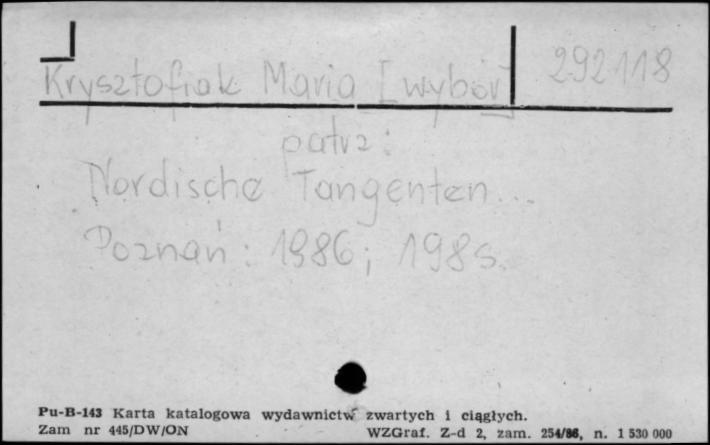 Krysztofiak Maria [wybór] 292118
patrz:
Nordische Tangenten...
Poznań: 1986; 198 s.
Pu-B-143 Karta katalogowa wydawnictw zwartych i ciągłych.
Zam nr 445/DW/ON WZGraf. Z-d 2, zam. 254/86, n. 1 530 000